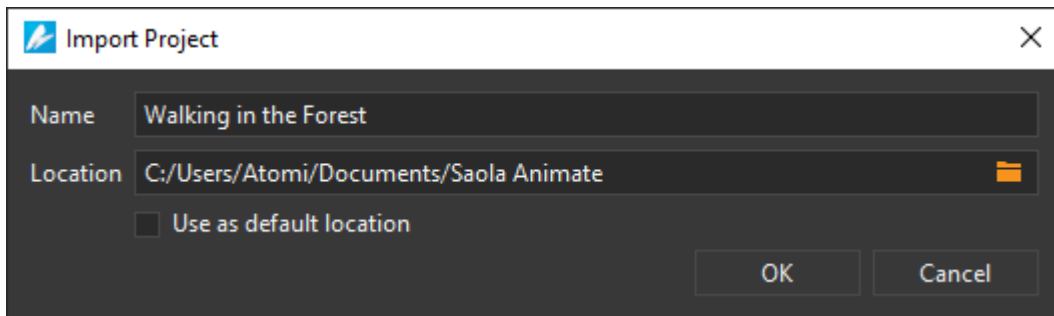 Import Project
Name Walking in the Forest
Location C:/Users/Atomi/Documents/Saola Animate
Use as default location
OK Cancel